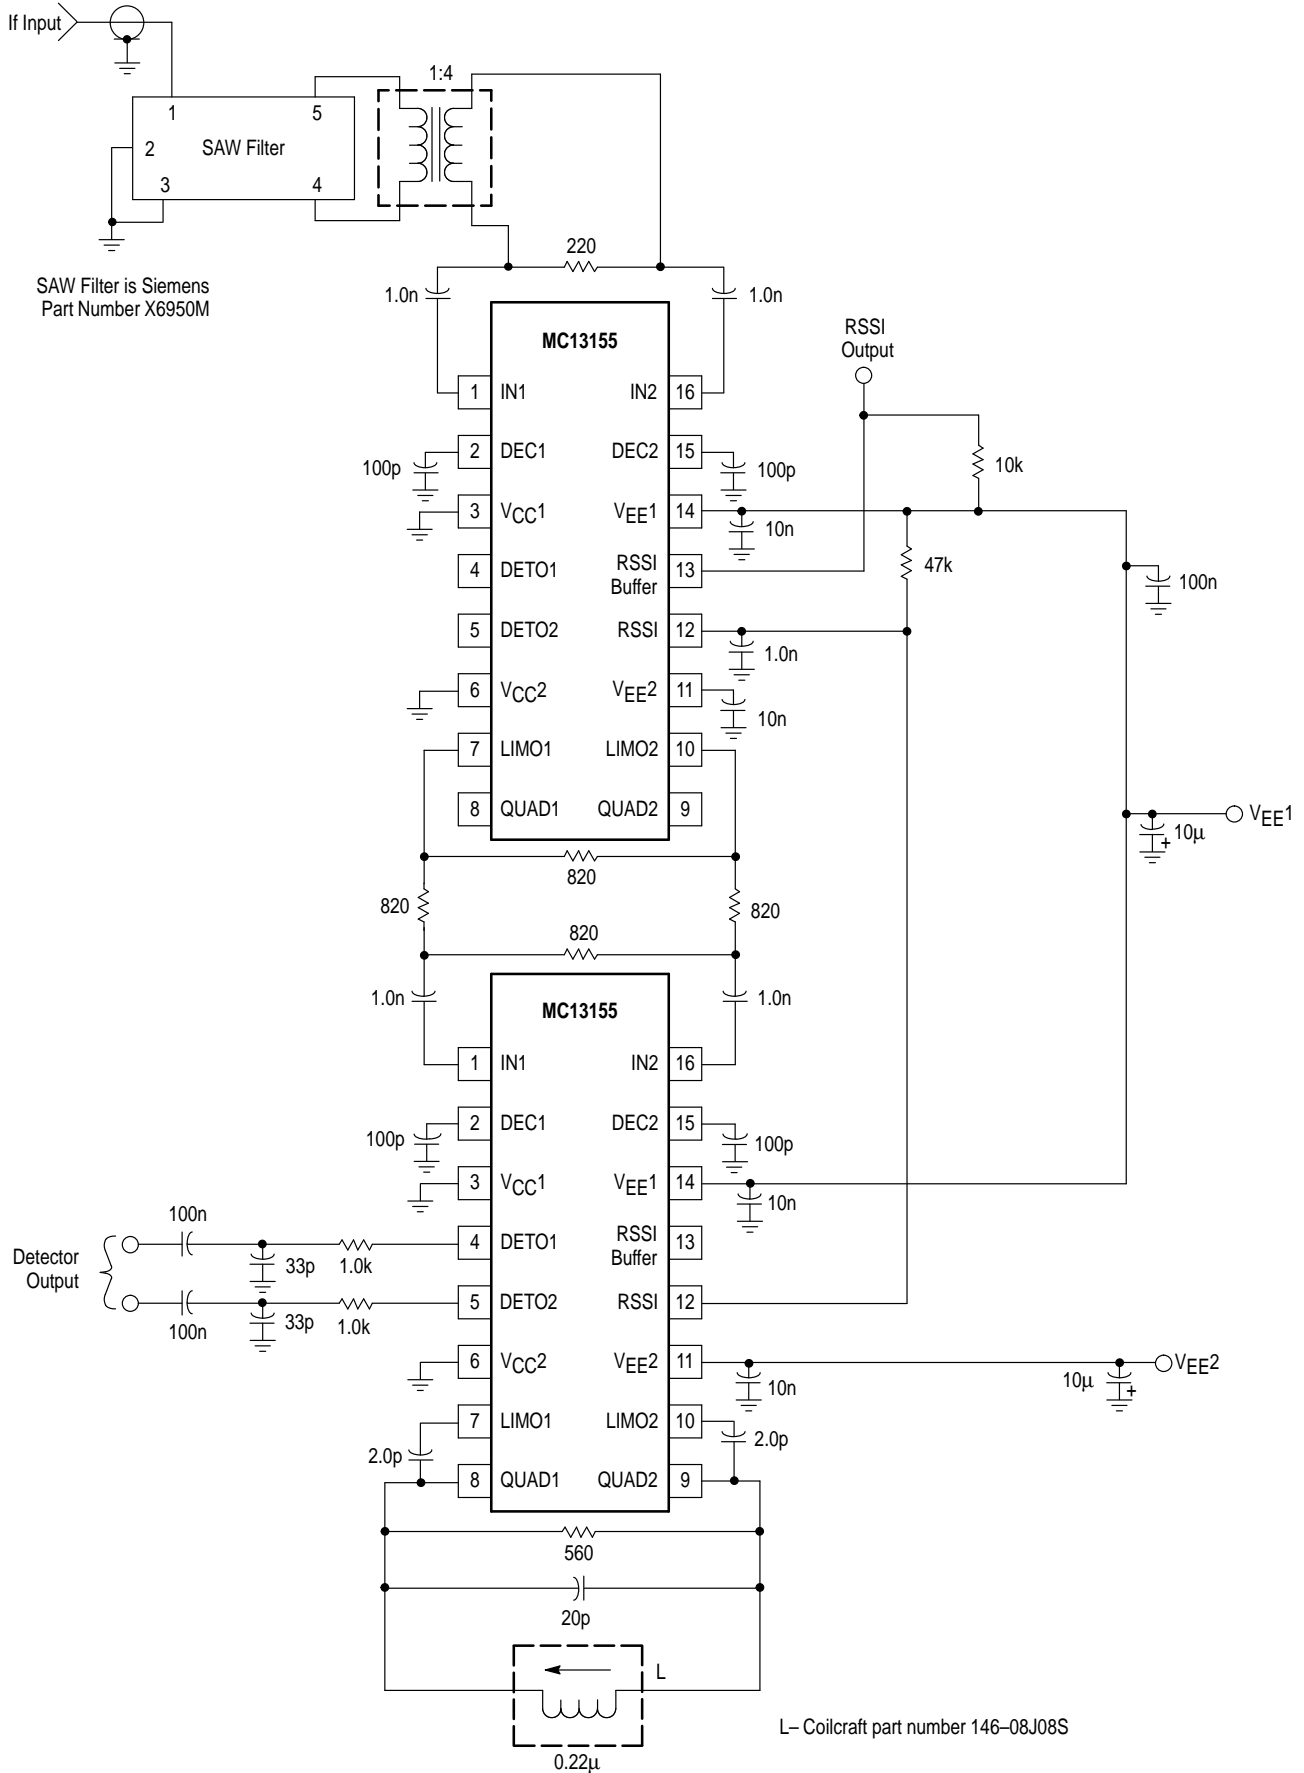 If Input
1:4
1
5
2
SAW Filter
3
4
220
SAW Filter is Siemens
Part Number X6950M
1.0n
1.0n
MC13155
RSSI
Output
1
IN1
IN2
16
2
DEC1
DEC2
15
100p
100p
10k
3
VCC1
VEE1
14
10n
4
DETO1
RSSI
Buffer
13
47k
100n
5
DETO2
RSSI
12
1.0n
6
VCC2
VEE2
11
10n
7
LIMO1
LIMO2
10
8
QUAD1
QUAD2
9
VEE1
10µ
+
820
820
820
820
1.0n
1.0n
MC13155
1
IN1
IN2
16
2
DEC1
DEC2
15
100p
100p
3
VCC1
VEE1
14
10n
100n
4
DETO1
RSSI
Buffer
13
Detector
Output
33p
1.0k
5
DETO2
RSSI
12
100n
33p
1.0k
6
VCC2
VEE2
11
VEE2
10n
10µ
+
7
LIMO1
LIMO2
10
2.0p
2.0p
8
QUAD1
QUAD2
9
560
20p
L
L– Coilcraft part number 146–08J08S
0.22µ